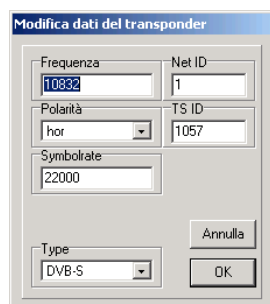 Modifica dati del transponder
Frequenza Net ID
10832 1
Polarità TS ID
hor 1057
Symbolrate
22000
Annulla
Type
DVB-S OK